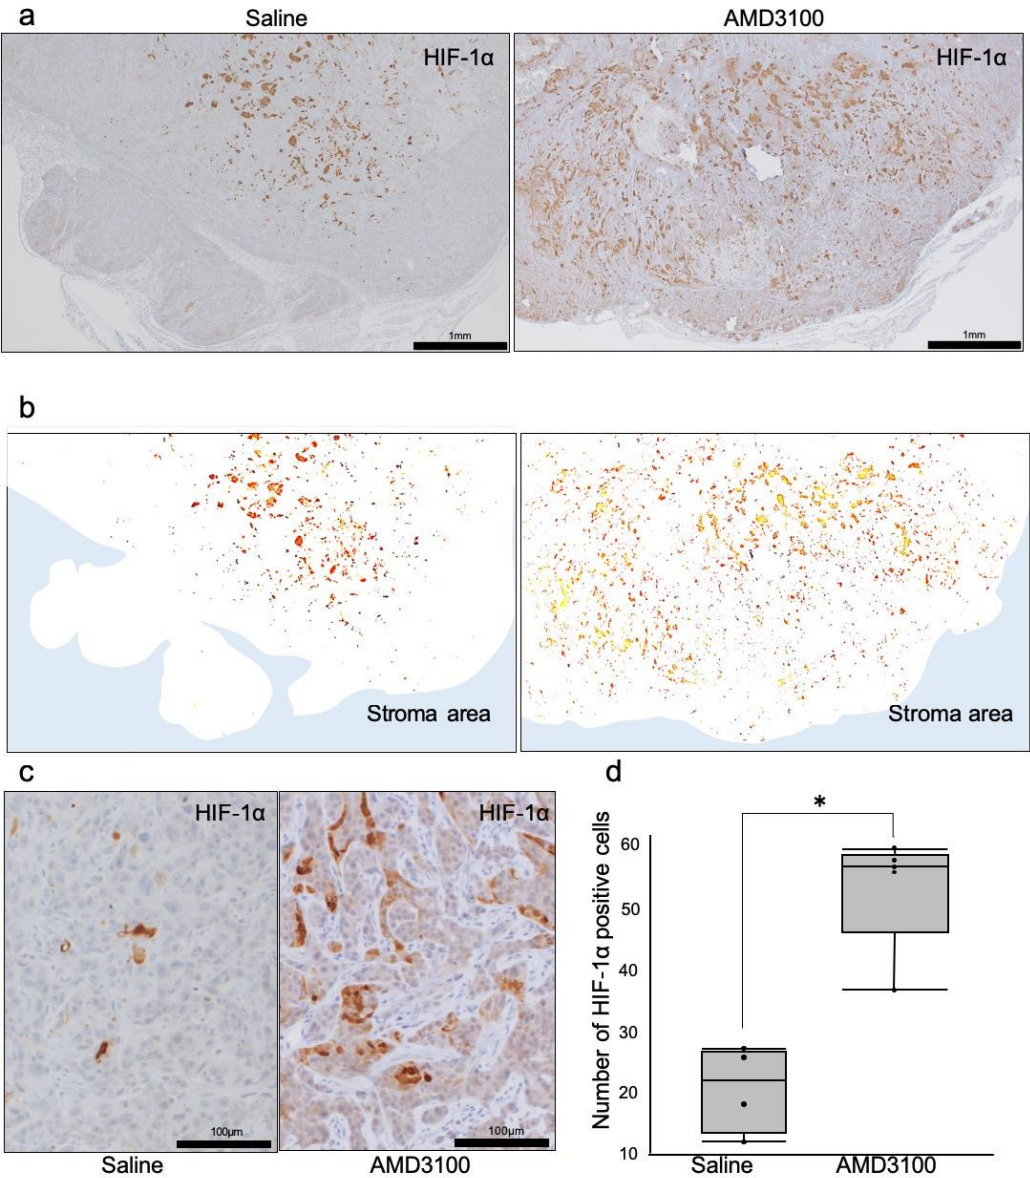 a
Saline
AMD3100
HIF-1α
HIF-1α
1mm
1mm
b
Stroma area
Stroma area
c
HIF-1α
HIF-1α
100μm
100μm
Saline
AMD3100
d
*
Number of HIF-1α positive cells
60
50
40
30
20
10
Saline
AMD3100